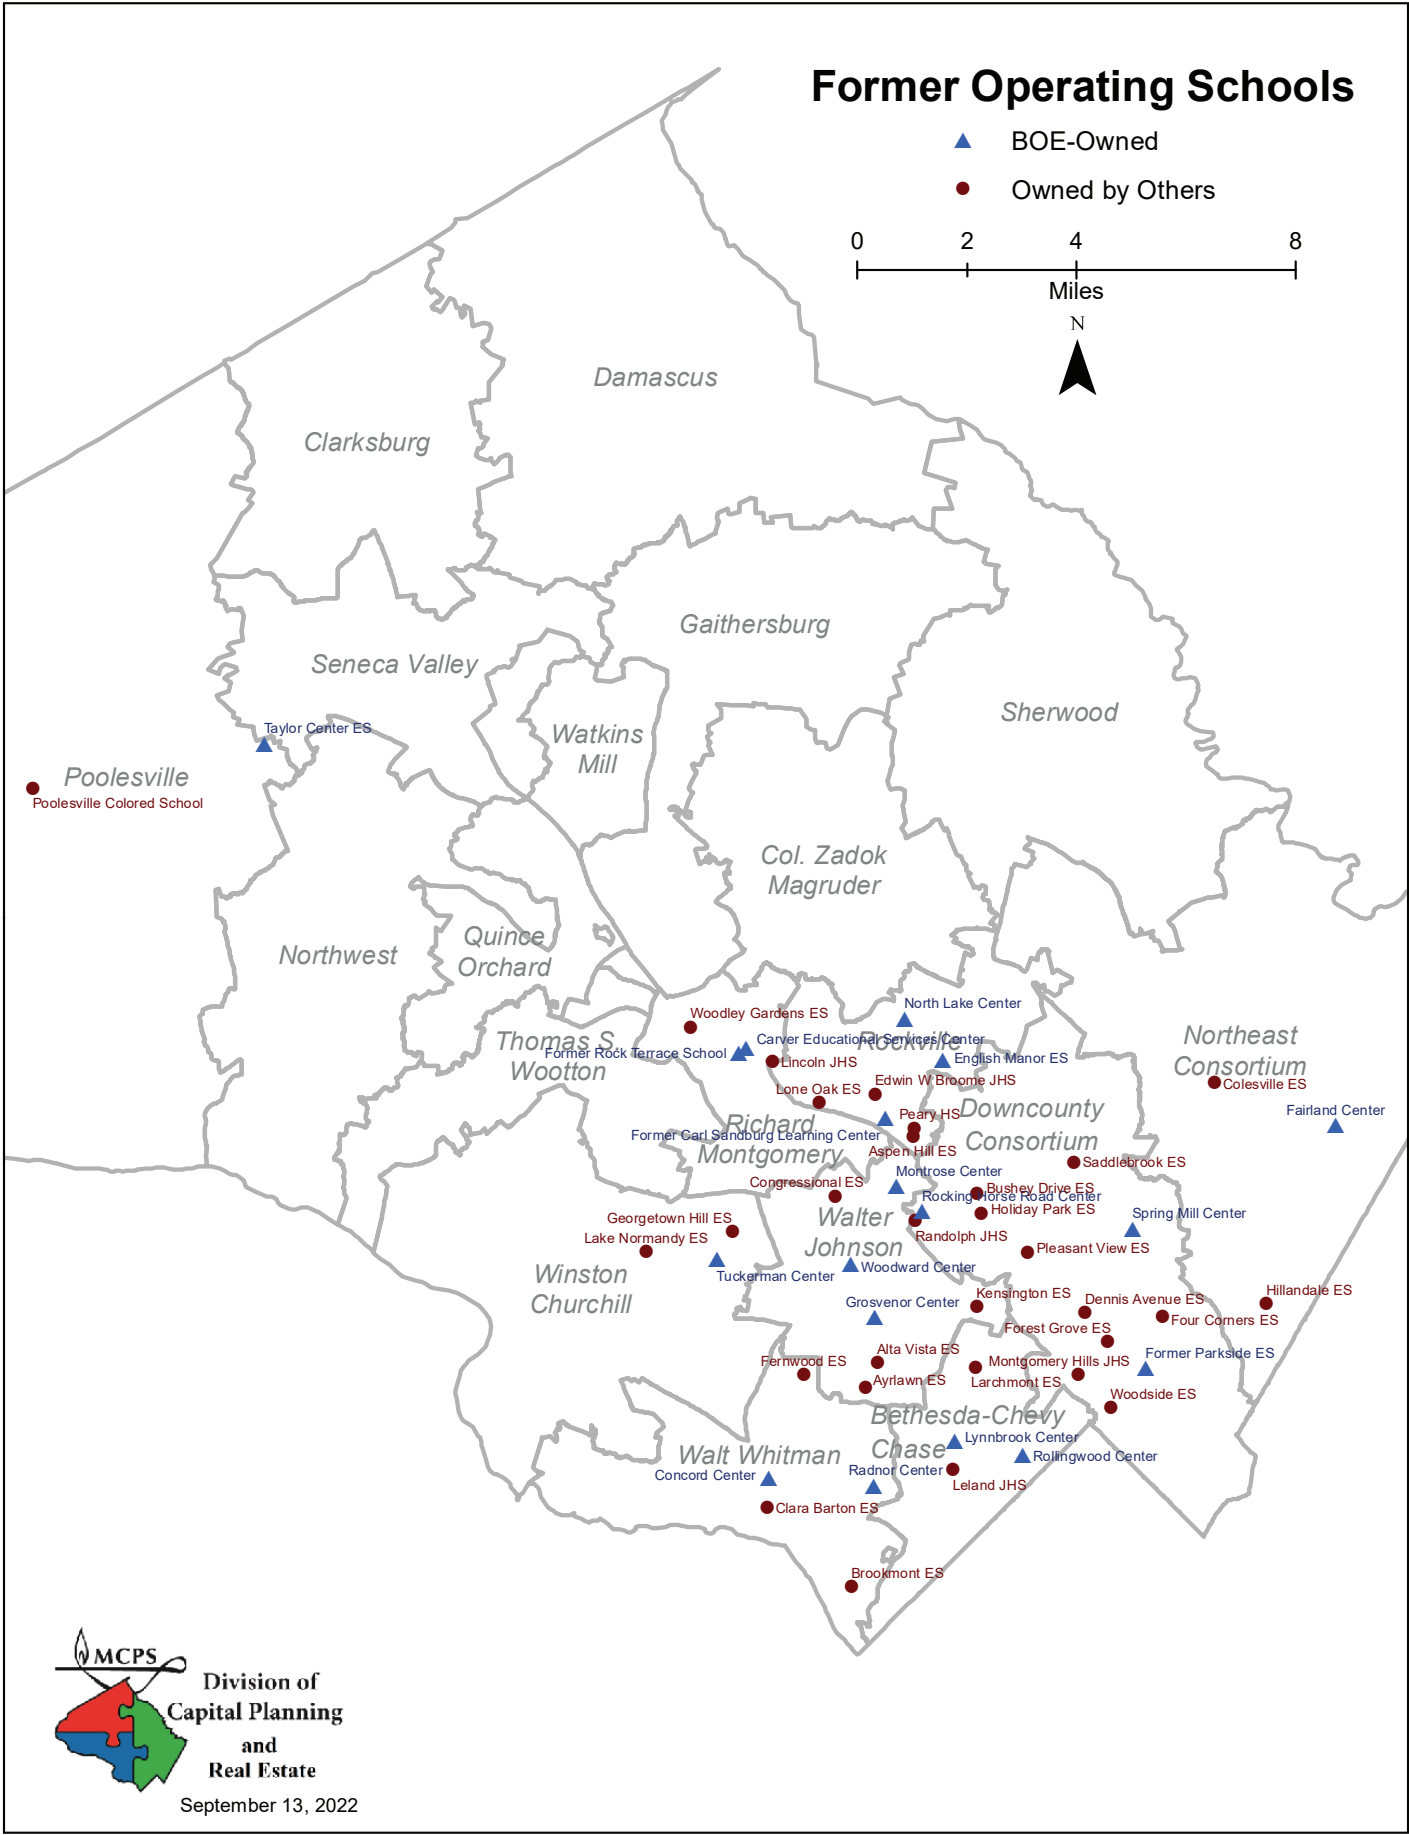 Former Operating Schools
BOE-Owned
Owned by Others
0 2 4 8
Miles
N
Damascus
Clarksburg
Gaithersburg
Seneca Valley
Sherwood
Taylor Center ES
Watkins
Mill
Poolesville
Poolesville Colored School
Col. Zadok
Magruder
Quince
Orchard
Northwest
North Lake Center
Woodley Gardens ES
Thomas S.
Wootton
Rockville
Carver Educational Services Center
Former Rock Terrace School
English Manor ES
Lincoln JHS
Northeast
Consortium
Colesville ES
Edwin W Broome JHS
Lone Oak ES
Fairland Center
Downcounty
Consortium
Peary HS
Richard
Montgomery
Former Carl Sandburg Learning Center
Aspen Hill ES
Saddlebrook ES
Montrose Center
Congressional ES
Bushey Drive ES
Rocking Horse Road Center
Holiday Park ES
Spring Mill Center
Georgetown Hill ES
Walter
Johnson
Randolph JHS
Lake Normandy ES
Pleasant View ES
Woodward Center
Tuckerman Center
Winston
Churchill
Hillandale ES
Kensington ES
Dennis Avenue ES
Grosvenor Center
Four Corners ES
Forest Grove ES
Alta Vista ES
Former Parkside ES
Fernwood ES
Montgomery Hills JHS
Ayrlawn ES
Larchmont ES
Woodside ES
Bethesda-Chevy
Chase
Lynnbrook Center
Walt Whitman
Rollingwood Center
Radnor Center
Concord Center
Leland JHS
Clara Barton ES
Brookmont ES
MCPS
Division of
Capital Planning
and
Real Estate
September 13, 2022